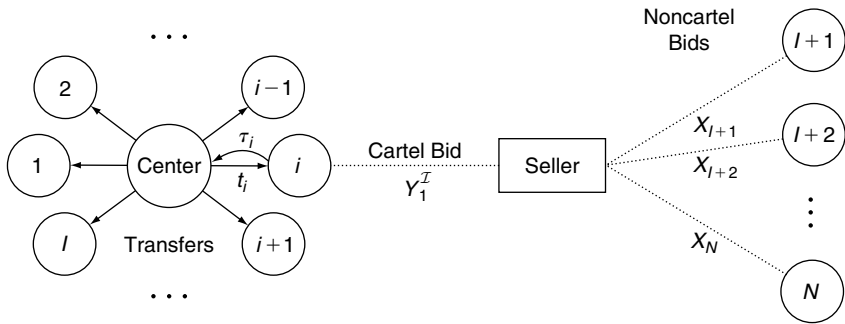 Noncartel
Bids
I + 1
• • •
2
i – 1
I + 2
X_{I+1}
τ_i
1
Center
i
Cartel Bid
Seller
X_{I+2}
t_i
Y_1^ℐ
I
Transfers
i + 1
X_N
• • •
N
• • •